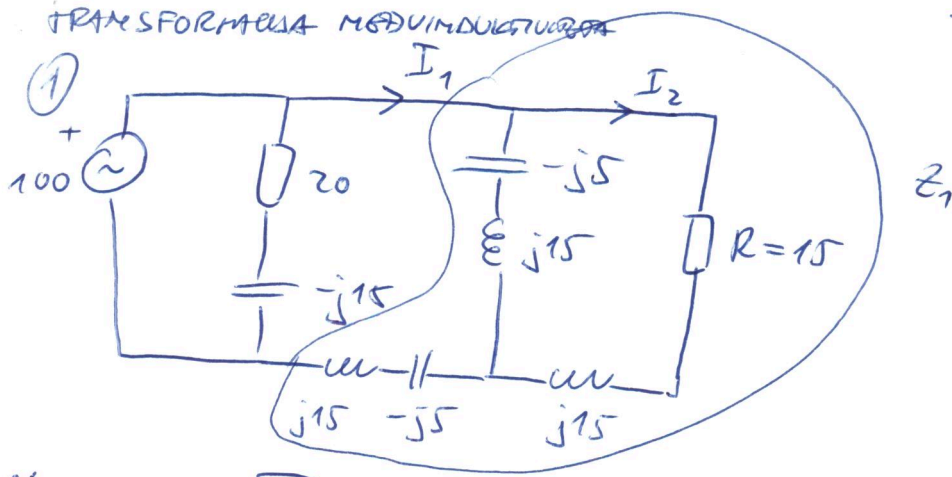 TRANSFORMACIJA MEĐUINDUKTIVITETA
①
I₁
I₂
+
100
20
-j5
Z₁
j15
R=15
-j15
j15 -j5 j15